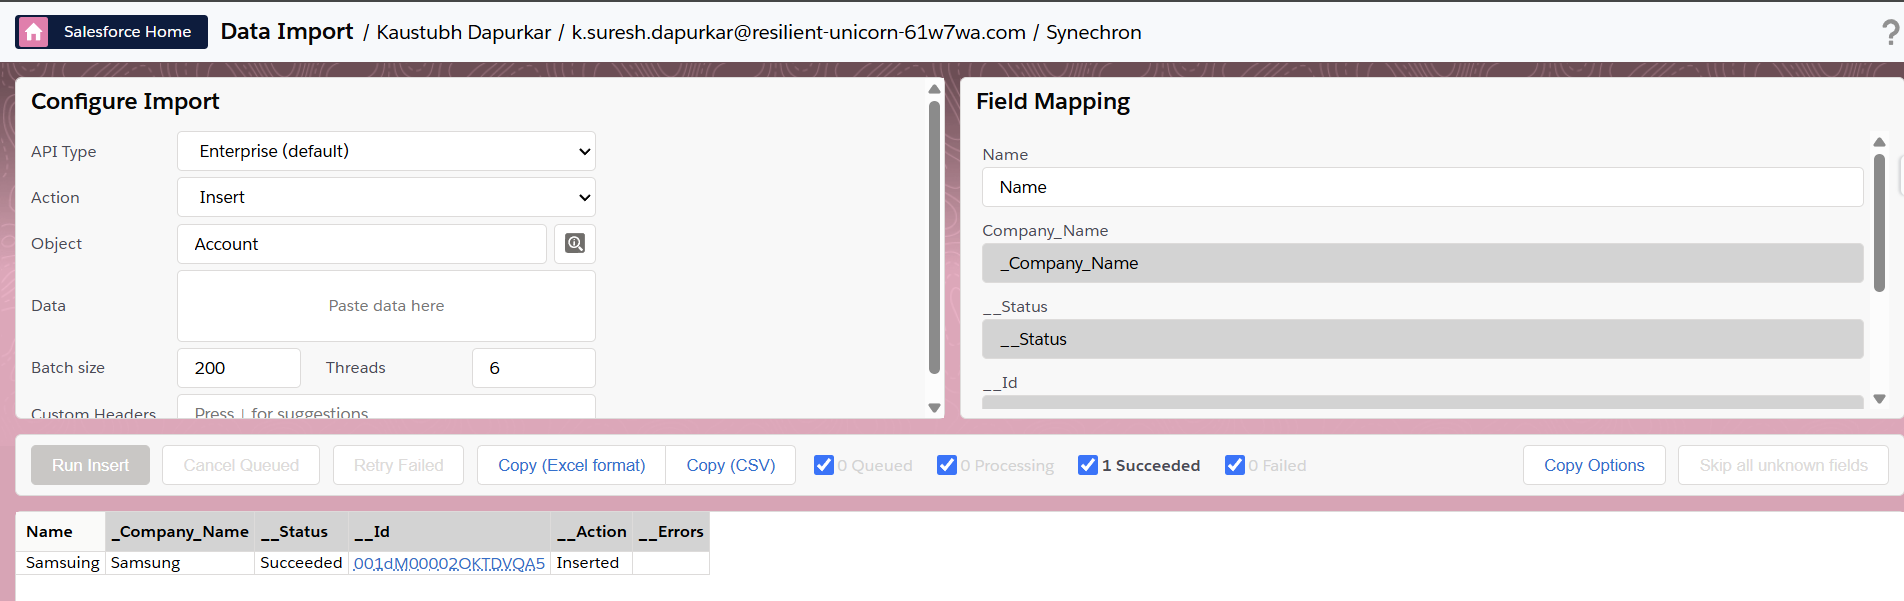 Salesforce Home Data Import / Kaustubh Dapurkar / k.suresh.dapurkar@resilient-unicorn-61w7wa.com / Synechron ?
Configure Import
API Type Enterprise (default)
Action Insert
Object Account
Data Paste data here
Batch size 200 Threads 6
Custom Headers Press ↓ for suggestions
Field Mapping
Name
Name
Company_Name
_Company_Name
__Status
__Status
__Id
Run Insert Cancel Queued Retry Failed Copy (Excel format) Copy (CSV) 0 Queued 0 Processing 1 Succeeded 0 Failed Copy Options Skip all unknown fields
Name _Company_Name __Status __Id __Action __Errors
Samsuing Samsung Succeeded 001dM00002OKTDVQA5 Inserted